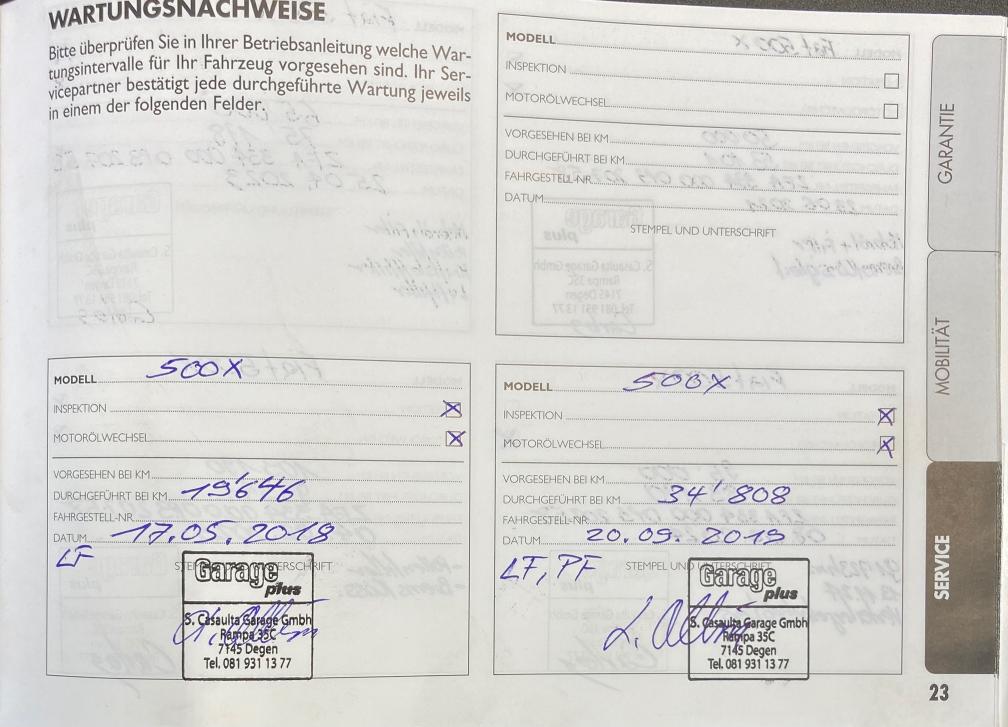 WARTUNGSNACHWEISE
Bitte überprüfen Sie in Ihrer Betriebsanleitung welche War-
tungsintervalle für Ihr Fahrzeug vorgesehen sind. Ihr Ser-
vicepartner bestätigt jede durchgeführte Wartung jeweils
in einem der folgenden Felder.
MODELL
INSPEKTION
MOTORÖLWECHSEL
VORGESEHEN BEI KM
DURCHGEFÜHRT BEI KM
FAHRGESTELL-NR.
DATUM
STEMPEL UND UNTERSCHRIFT
MODELL 500X
INSPEKTION X
MOTORÖLWECHSEL X
VORGESEHEN BEI KM
DURCHGEFÜHRT BEI KM 19'646
FAHRGESTELL-NR.
DATUM 17.05.2018
LF
STEMPEL UND UNTERSCHRIFT
Garage
plus
S. Casaulta Garage Gmbh
Rampa 35C
7145 Degen
Tel. 081 931 13 77
MODELL 500X
INSPEKTION X
MOTORÖLWECHSEL X
VORGESEHEN BEI KM
DURCHGEFÜHRT BEI KM 34'808
FAHRGESTELL-NR.
DATUM 20.09.2019
LF, PF
STEMPEL UND UNTERSCHRIFT
Garage
plus
S. Casaulta Garage Gmbh
Rampa 35C
7145 Degen
Tel. 081 931 13 77
GARANTIE
MOBILITÄT
SERVICE
23